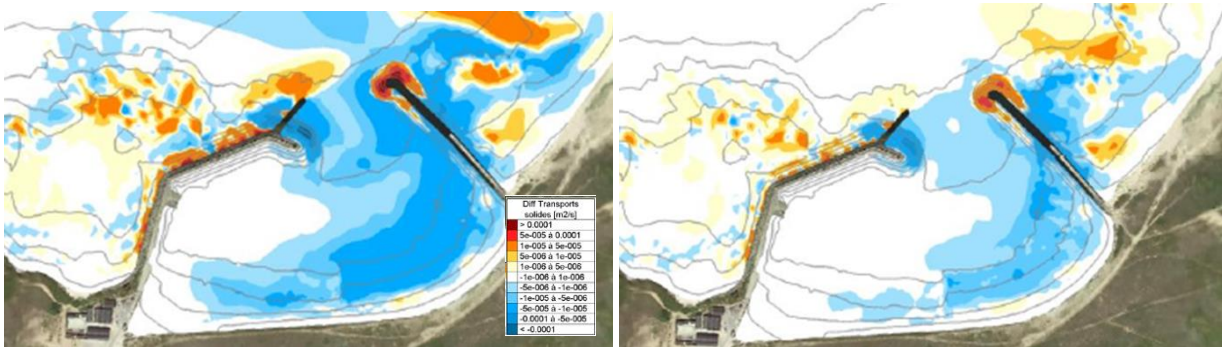 Diff Transports
solides [m2/s]
> 0.0001
5e-005 à 0.0001
1e-005 à 5e-005
5e-006 à 1e-005
1e-006 à 5e-006
-1e-006 à 1e-006
-5e-006 à -1e-006
-1e-005 à -5e-006
-5e-005 à -1e-005
-0.0001 à -5e-005
< -0.0001